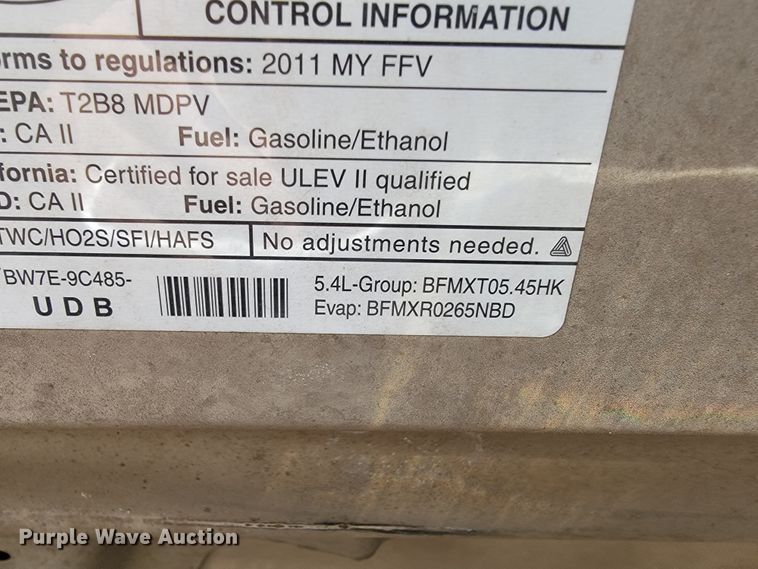 CONTROL INFORMATION
orms to regulations: 2011 MY FFV
EPA: T2B8 MDPV
: CA II Fuel: Gasoline/Ethanol
fornia: Certified for sale ULEV II qualified
D: CA II Fuel: Gasoline/Ethanol
TWC/HO2S/SFI/HAFS No adjustments needed.
BW7E-9C485-
UDB
5.4L-Group: BFMXT05.45HK
Evap: BFMXR0265NBD
Purple Wave Auction